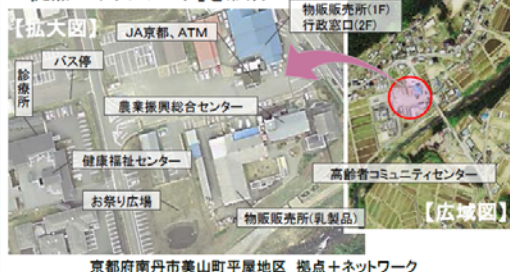 物販販売所(1F)
行政窓口(2F)
【拡大図】
JA京都、ATM
バス停
診療所
農業振興総合センター
健康福祉センター
高齢者コミュニティセンター
お祭り広場
物販販売所(乳製品)
【広域図】
京都府南丹市美山町平屋地区 拠点+ネットワーク